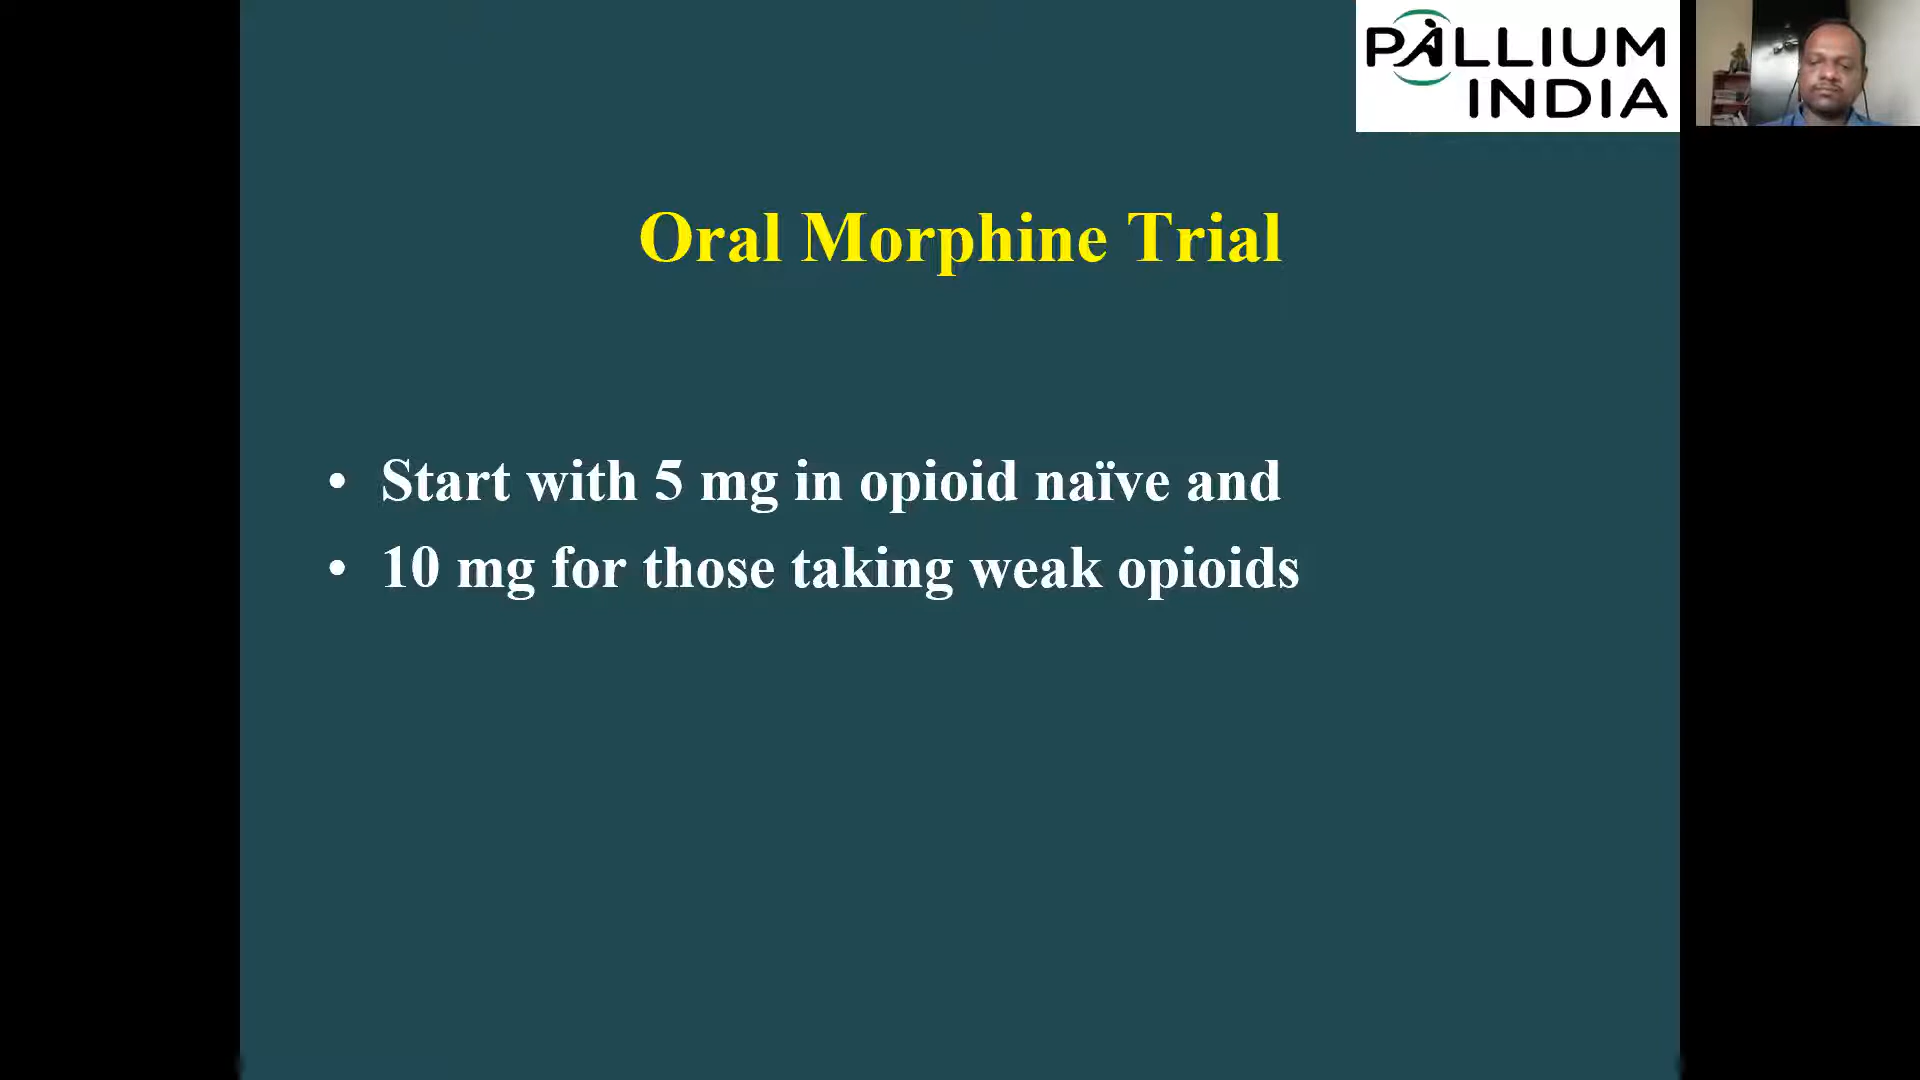 PALLIUM
INDIA
Oral Morphine Trial
• Start with 5 mg in opioid naïve and
• 10 mg for those taking weak opioids